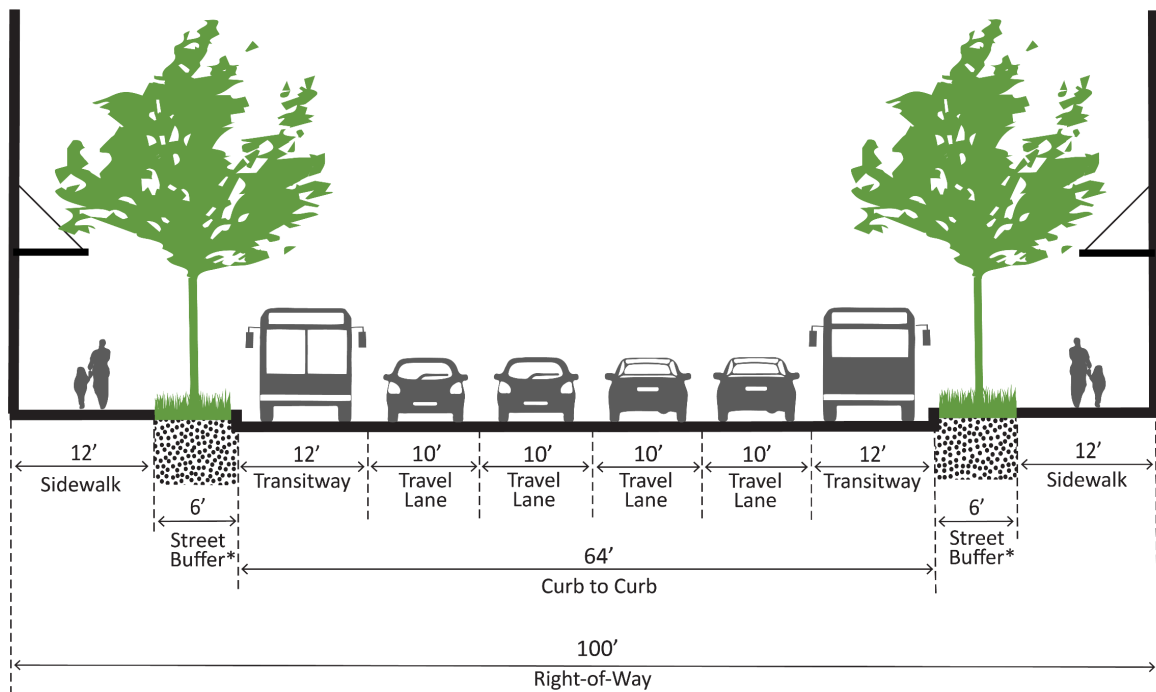 12’ 12’ 10’ 10’ 10’ 10’ 12’ 12’
Sidewalk Transitway Travel Travel Travel Travel Transitway Sidewalk
Lane Lane Lane Lane
6’ 6’
Street Street
Buffer* Buffer*
64’
Curb to Curb
100’
Right-of-Way